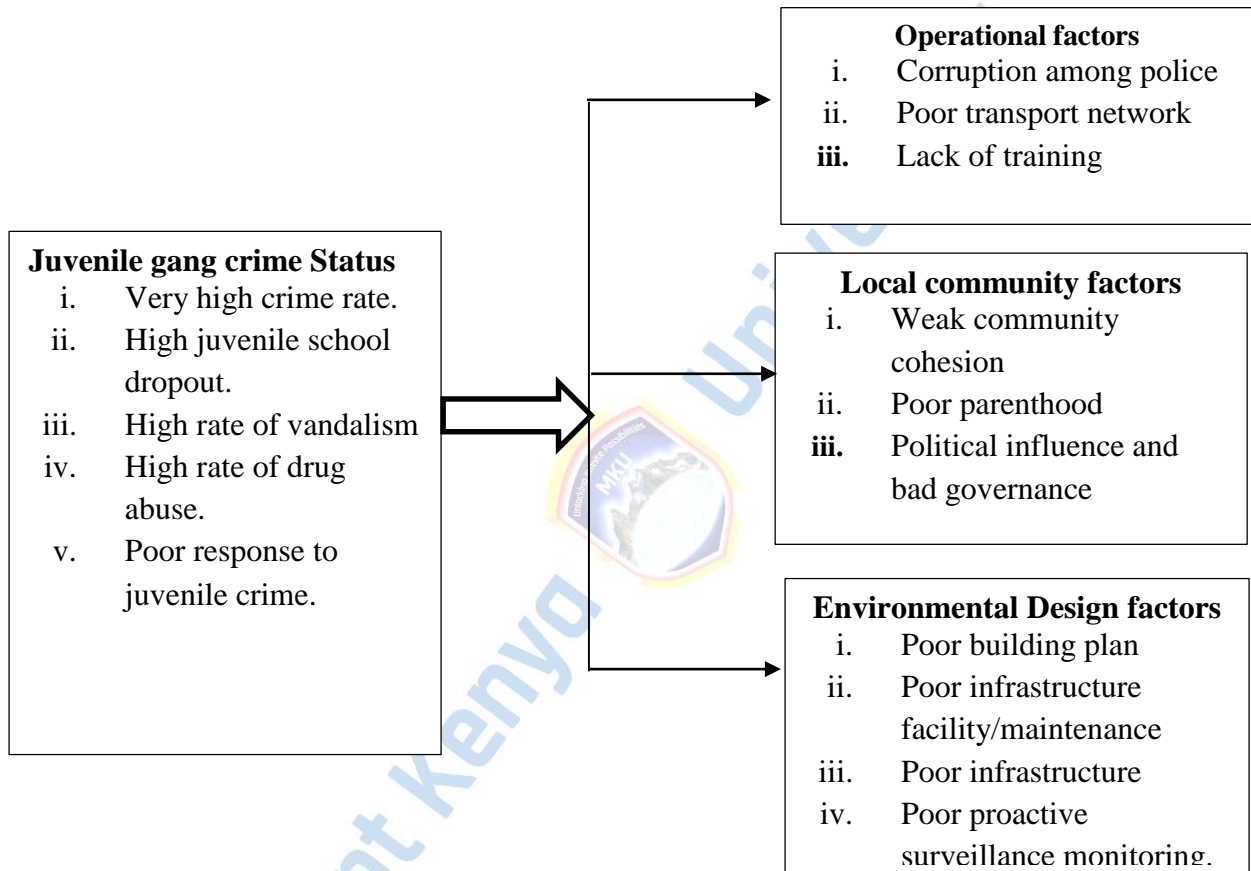 Operational factors
i. Corruption among police
ii. Poor transport network
iii. Lack of training
Juvenile gang crime Status
i. Very high crime rate.
ii. High juvenile school
dropout.
iii. High rate of vandalism
iv. High rate of drug
abuse.
v. Poor response to
juvenile crime.
Local community factors
i. Weak community
cohesion
ii. Poor parenthood
iii. Political influence and
bad governance
Environmental Design factors
i. Poor building plan
ii. Poor infrastructure
facility/maintenance
iii. Poor infrastructure
iv. Poor proactive
surveillance monitoring.
nt Kenya Uni
MKU